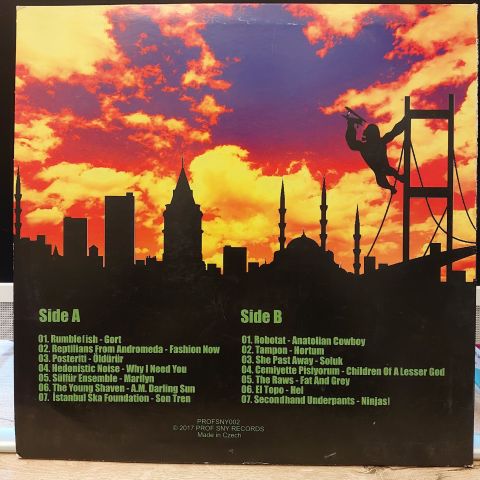 Side A
01. Rumblefish - Gort
02. Reptilians From Andromeda - Fashion Now
03. Posteriti - Öldürür
04. Hedonistic Noise - Why I Need You
05. Sülfür Ensemble - Marilyn
06. The Young Shaven - A.M. Darling Sun
07. İstanbul Ska Foundation - Son Tren
Side B
01. Robotat - Anatolian Cowboy
02. Tampon - Hortum
03. She Past Away - Soluk
04. Cemiyette Pişiyorum - Children Of A Lesser God
05. The Raws - Fat And Grey
06. El Topo - Hel
07. Secondhand Underpants - Ninjas!
PROFSNY002
© 2017 PROF. SNY RECORDS
Made in Czech